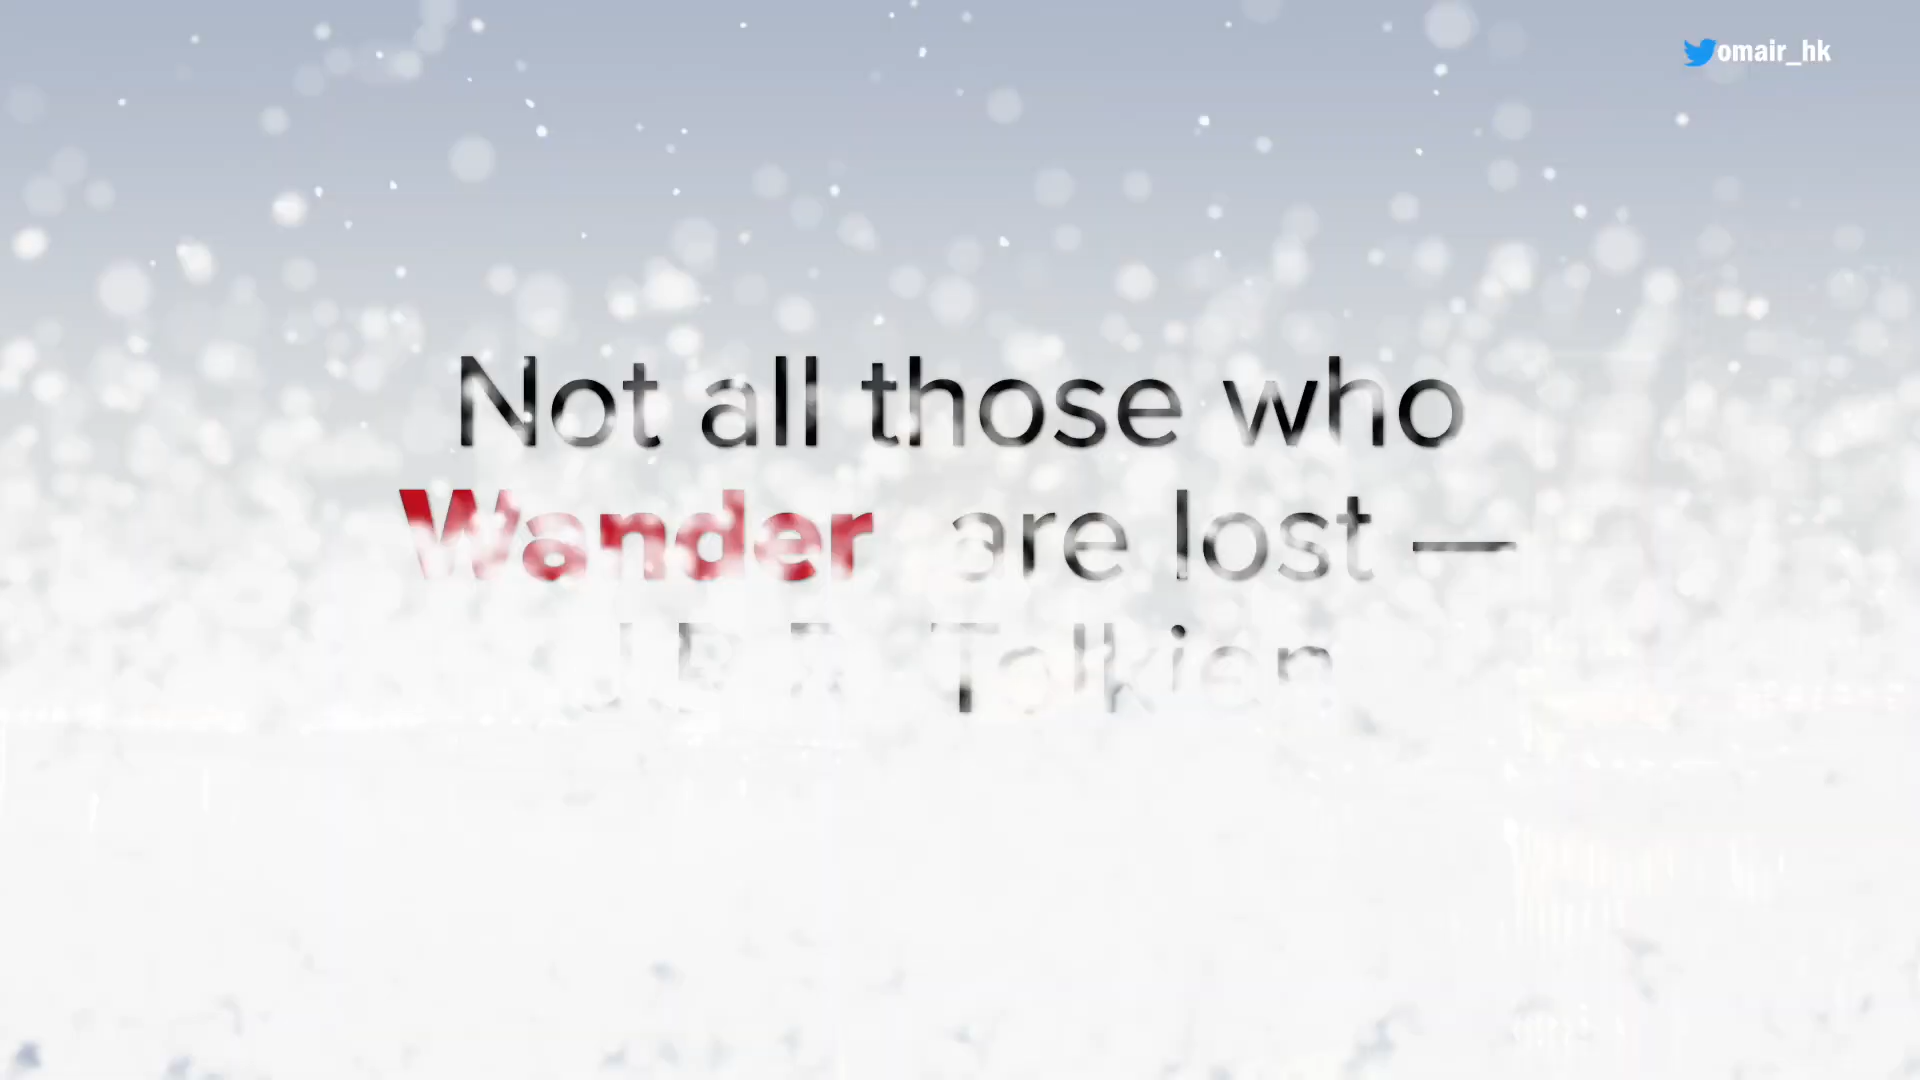 omair_hk
Not all those who
Wander are lost —
J.R.R. Tolkien